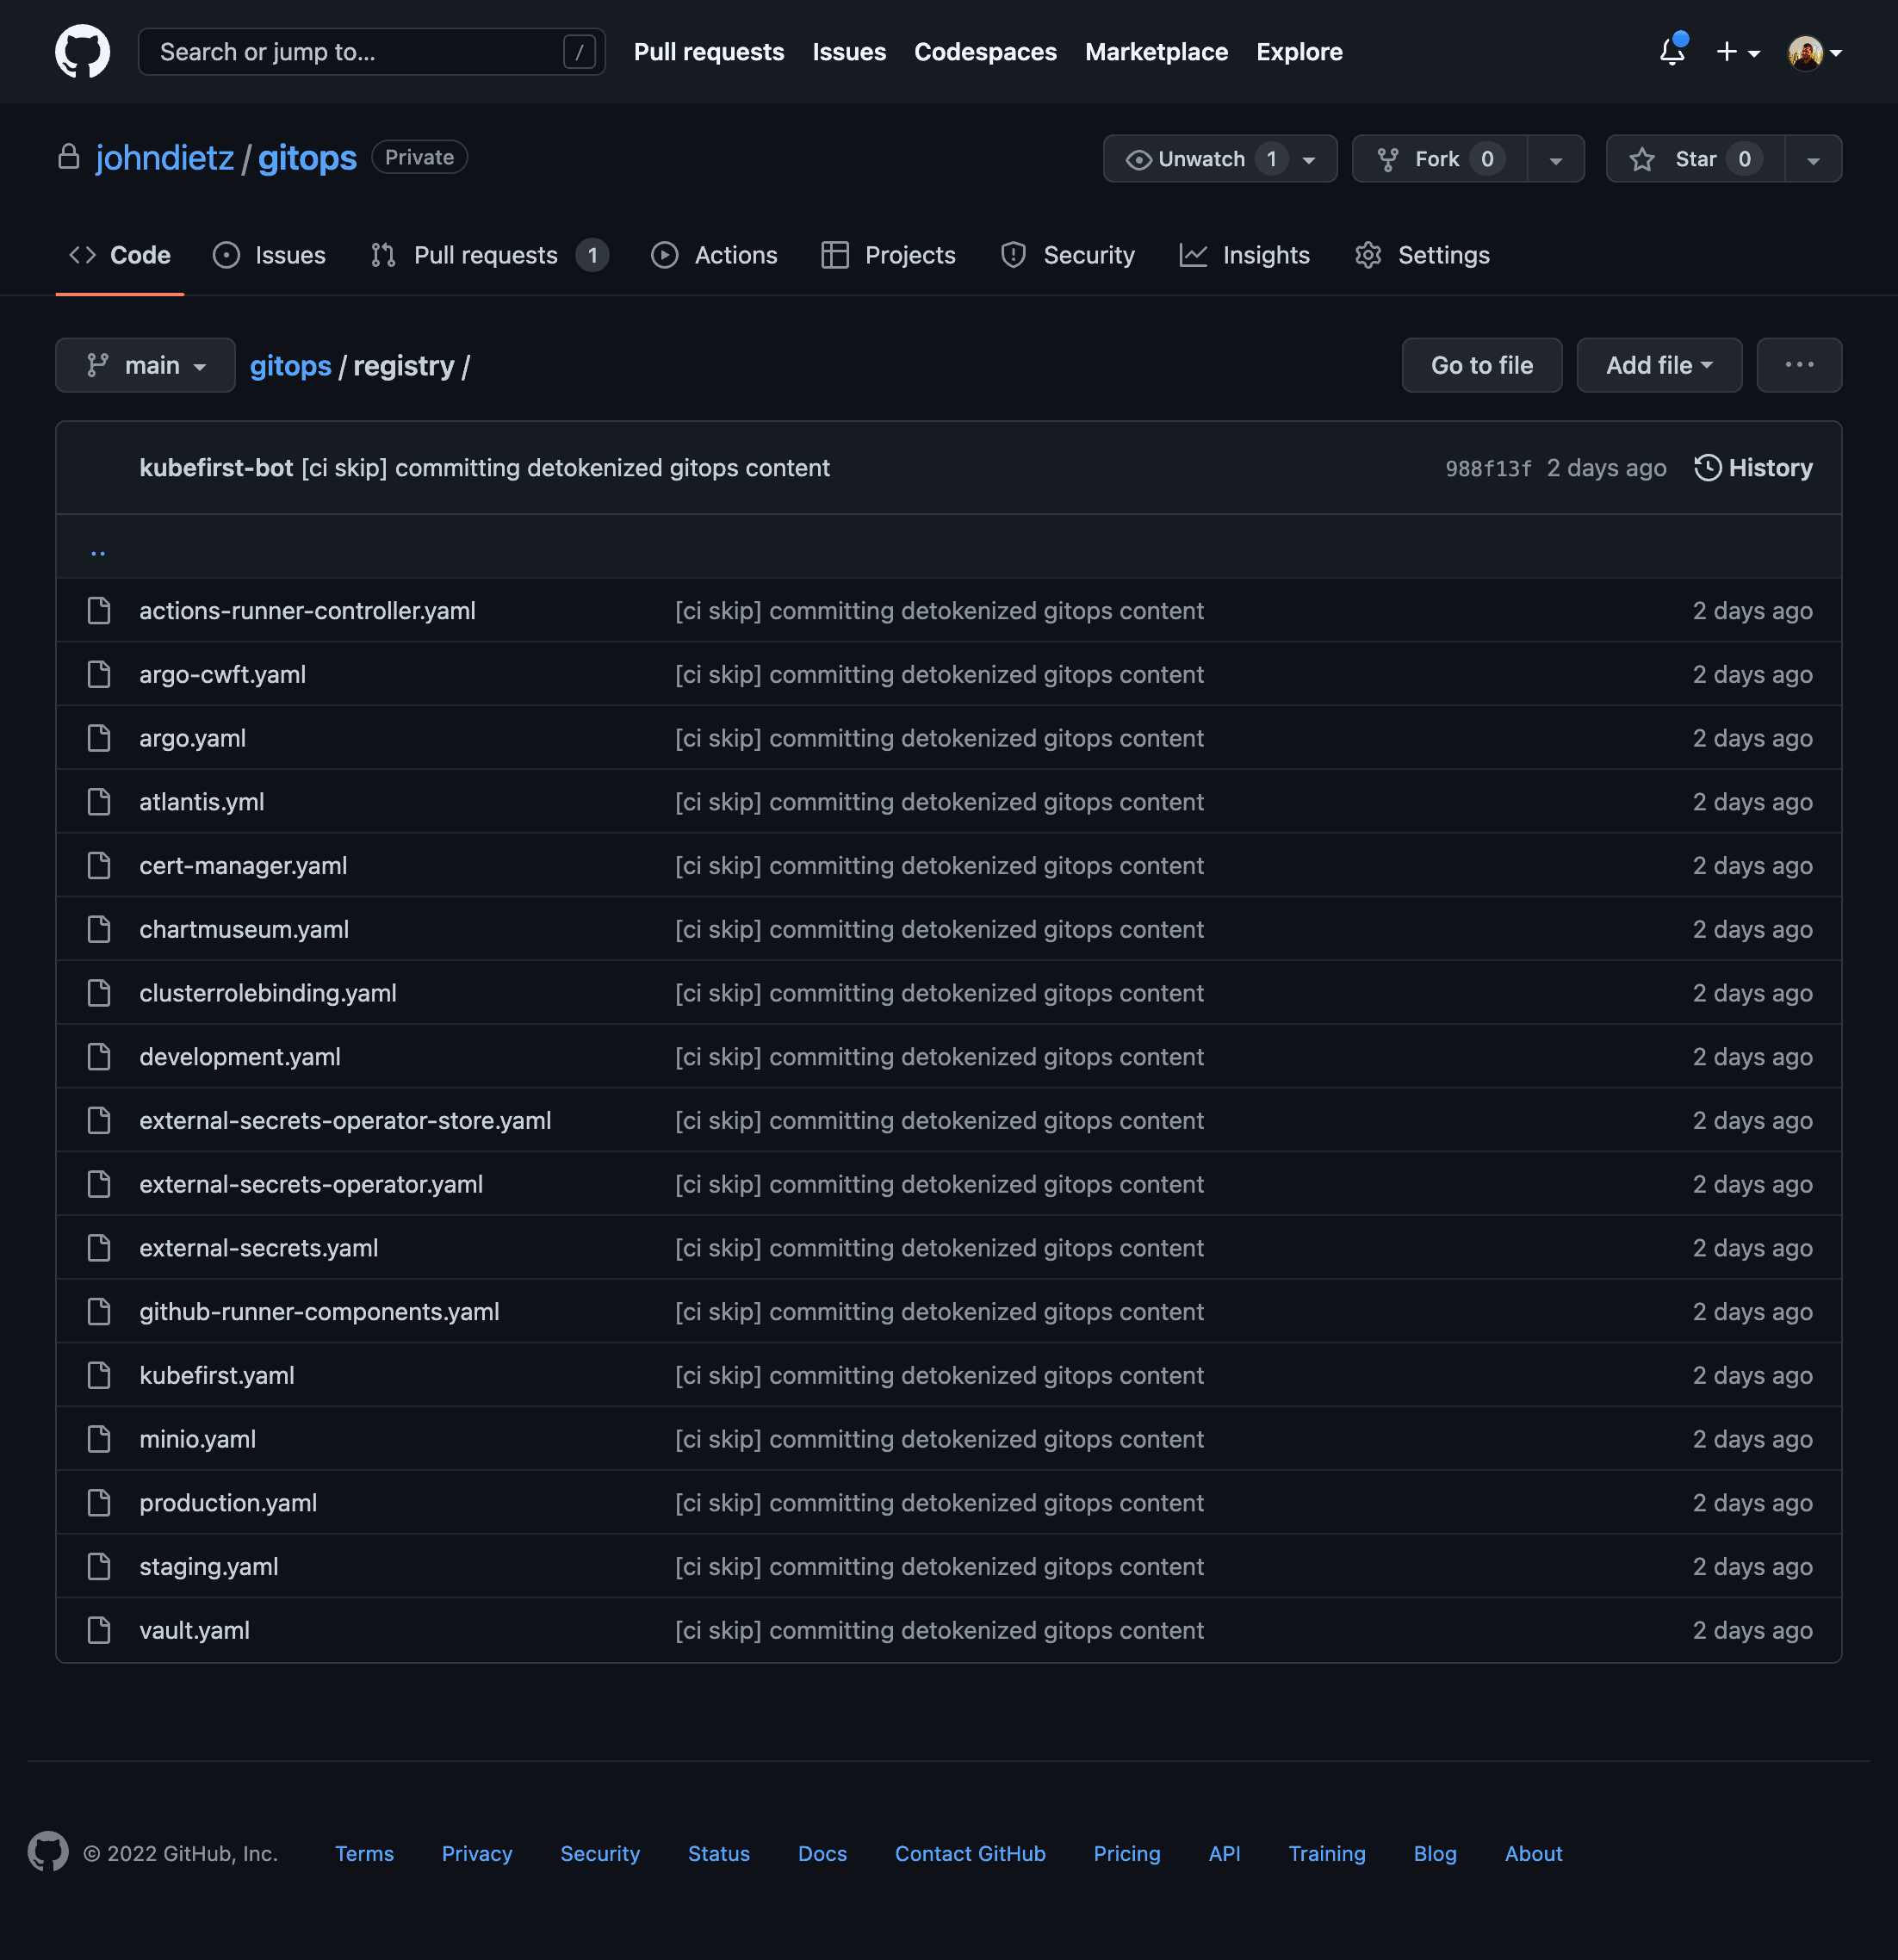 Search or jump to... / Pull requests Issues Codespaces Marketplace Explore
johndietz / gitops Private Unwatch 1 Fork 0 Star 0
Code Issues Pull requests 1 Actions Projects Security Insights Settings
main gitops / registry / Go to file Add file ...
kubefirst-bot [ci skip] committing detokenized gitops content 988f13f 2 days ago History
..
actions-runner-controller.yaml [ci skip] committing detokenized gitops content 2 days ago
argo-cwft.yaml [ci skip] committing detokenized gitops content 2 days ago
argo.yaml [ci skip] committing detokenized gitops content 2 days ago
atlantis.yml [ci skip] committing detokenized gitops content 2 days ago
cert-manager.yaml [ci skip] committing detokenized gitops content 2 days ago
chartmuseum.yaml [ci skip] committing detokenized gitops content 2 days ago
clusterrolebinding.yaml [ci skip] committing detokenized gitops content 2 days ago
development.yaml [ci skip] committing detokenized gitops content 2 days ago
external-secrets-operator-store.yaml [ci skip] committing detokenized gitops content 2 days ago
external-secrets-operator.yaml [ci skip] committing detokenized gitops content 2 days ago
external-secrets.yaml [ci skip] committing detokenized gitops content 2 days ago
github-runner-components.yaml [ci skip] committing detokenized gitops content 2 days ago
kubefirst.yaml [ci skip] committing detokenized gitops content 2 days ago
minio.yaml [ci skip] committing detokenized gitops content 2 days ago
production.yaml [ci skip] committing detokenized gitops content 2 days ago
staging.yaml [ci skip] committing detokenized gitops content 2 days ago
vault.yaml [ci skip] committing detokenized gitops content 2 days ago
© 2022 GitHub, Inc. Terms Privacy Security Status Docs Contact GitHub Pricing API Training Blog About